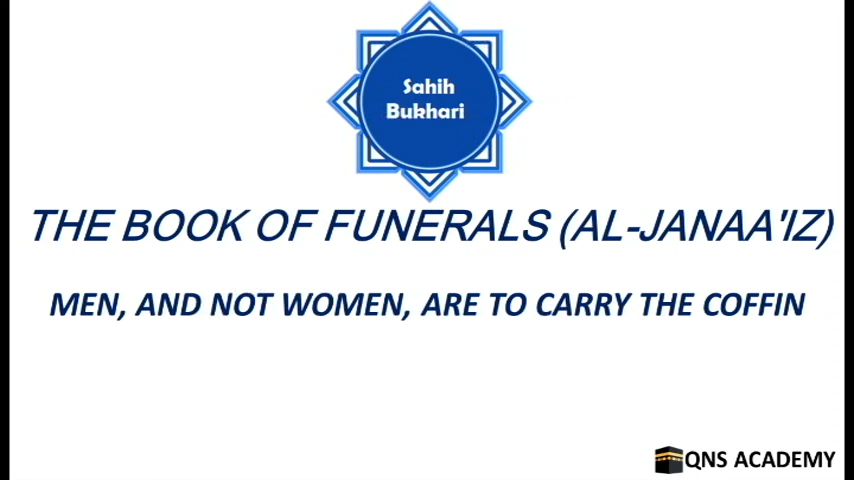 Sahih
Bukhari
THE BOOK OF FUNERALS (AL-JANAA'IZ)
MEN, AND NOT WOMEN, ARE TO CARRY THE COFFIN
QNS ACADEMY